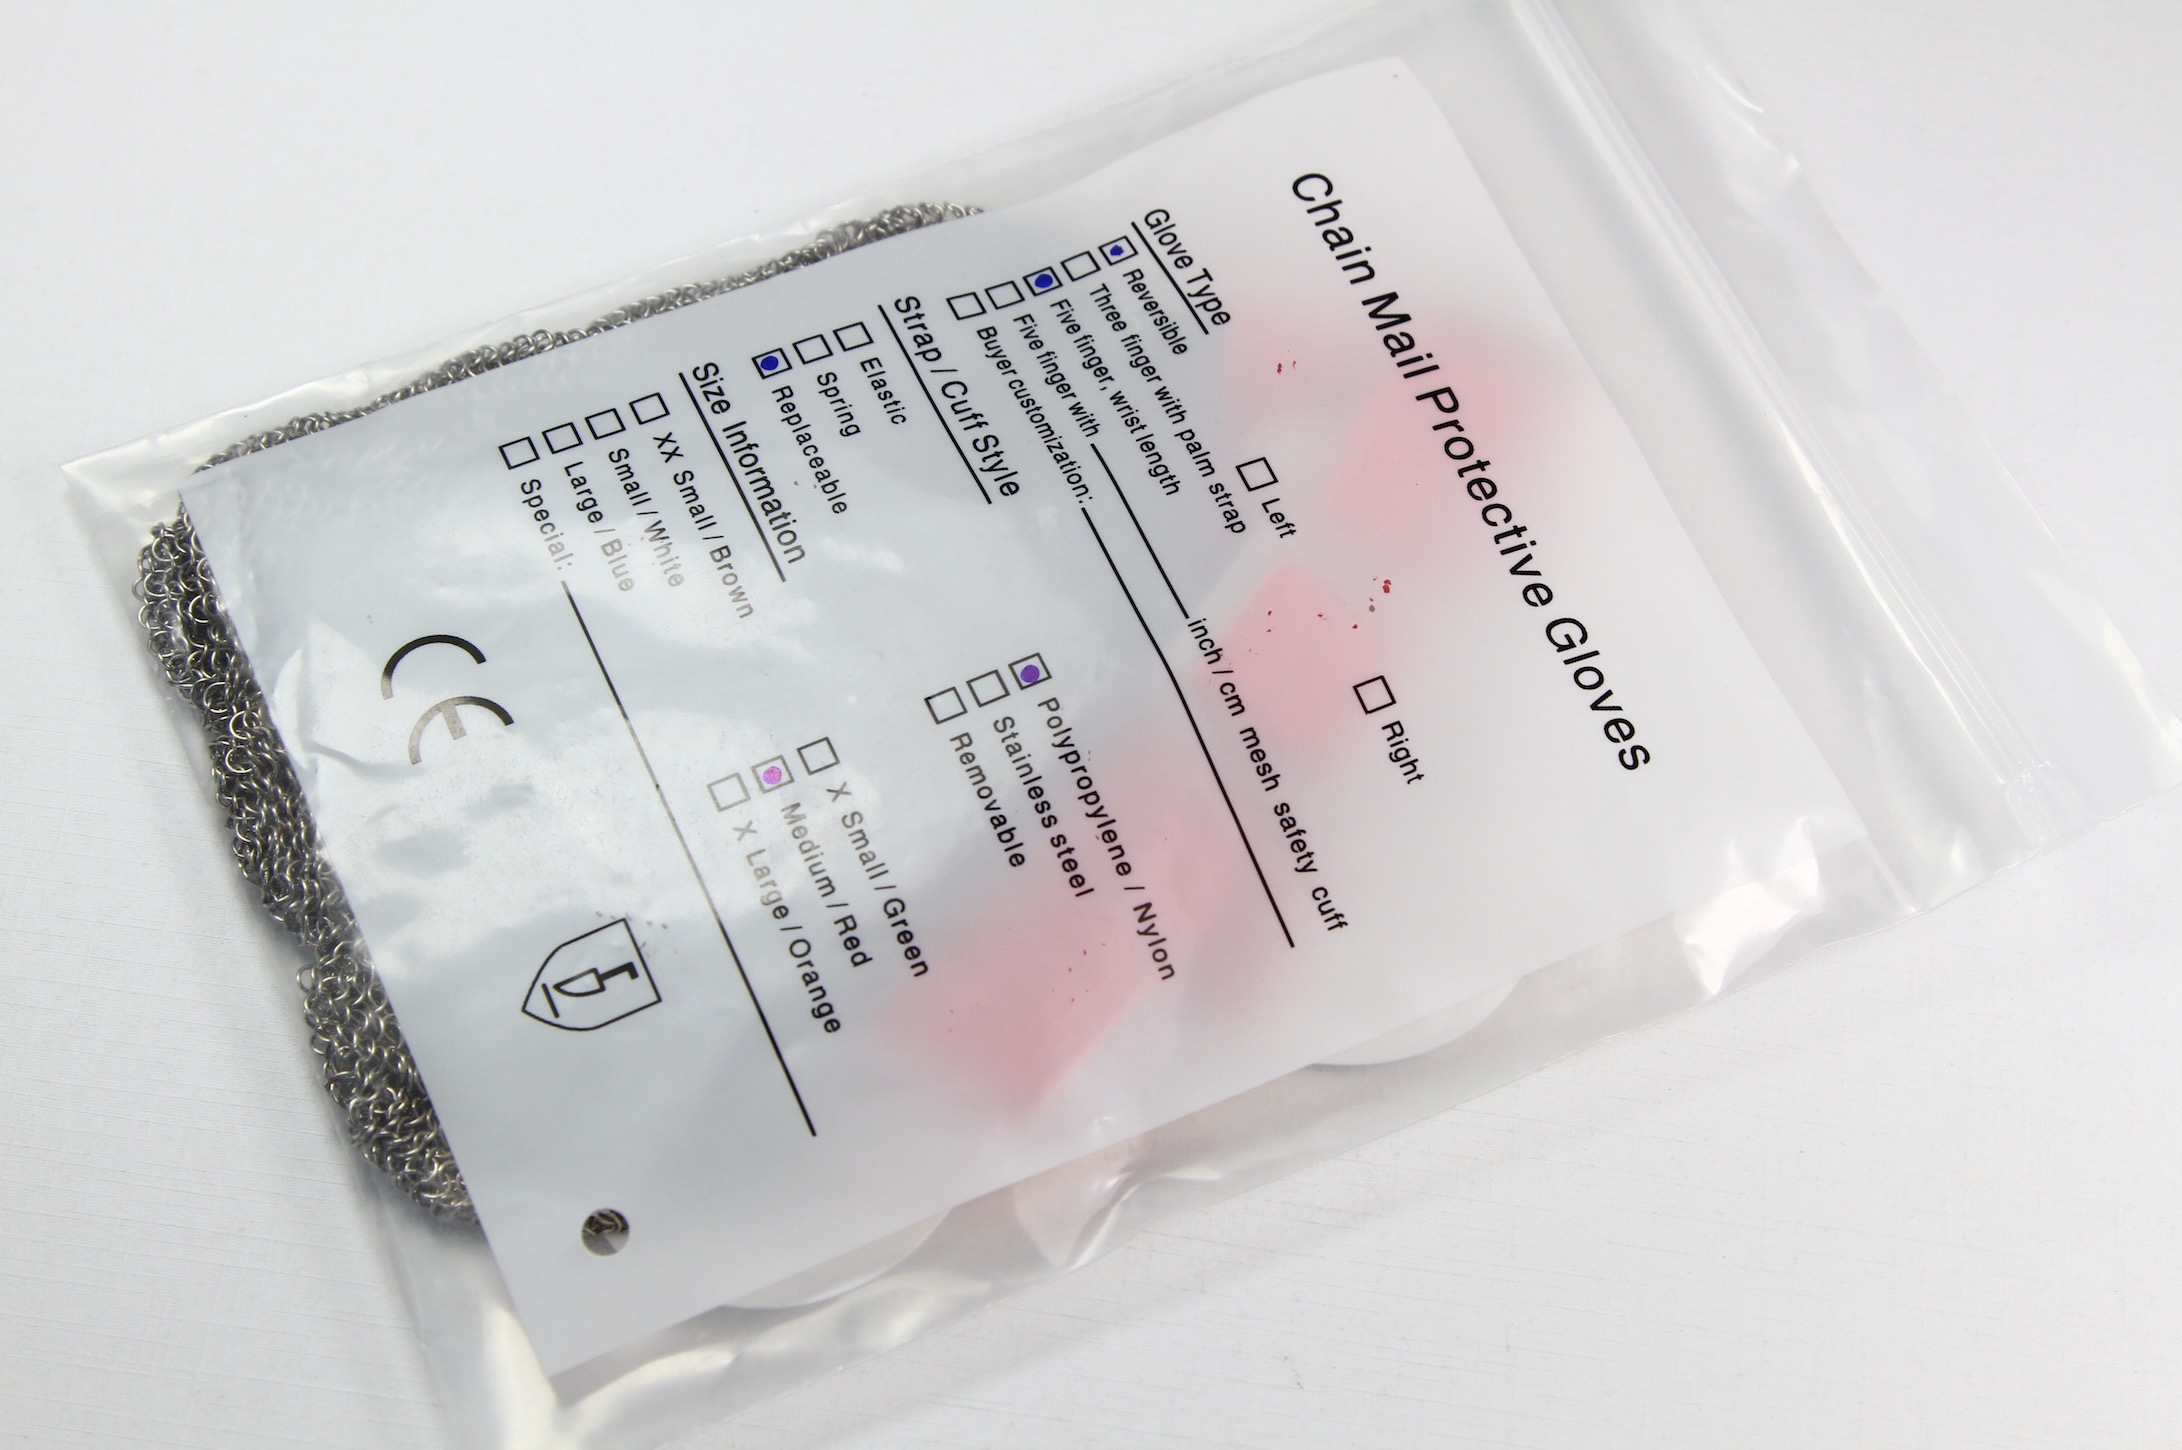 Chain Mail Protective Gloves
Glove Type
Reversible Left Right
Three finger with palm strap
Five finger, wrist length
Five finger with inch / cm mesh safety cuff
Buyer customization:
Strap / Cuff Style
Elastic Polypropylene / Nylon
Spring Stainless steel
Replaceable Removable
Size Information
XX Small / Brown X Small / Green
Small / White Medium / Red
Large / Blue X Large / Orange
Special:
CE